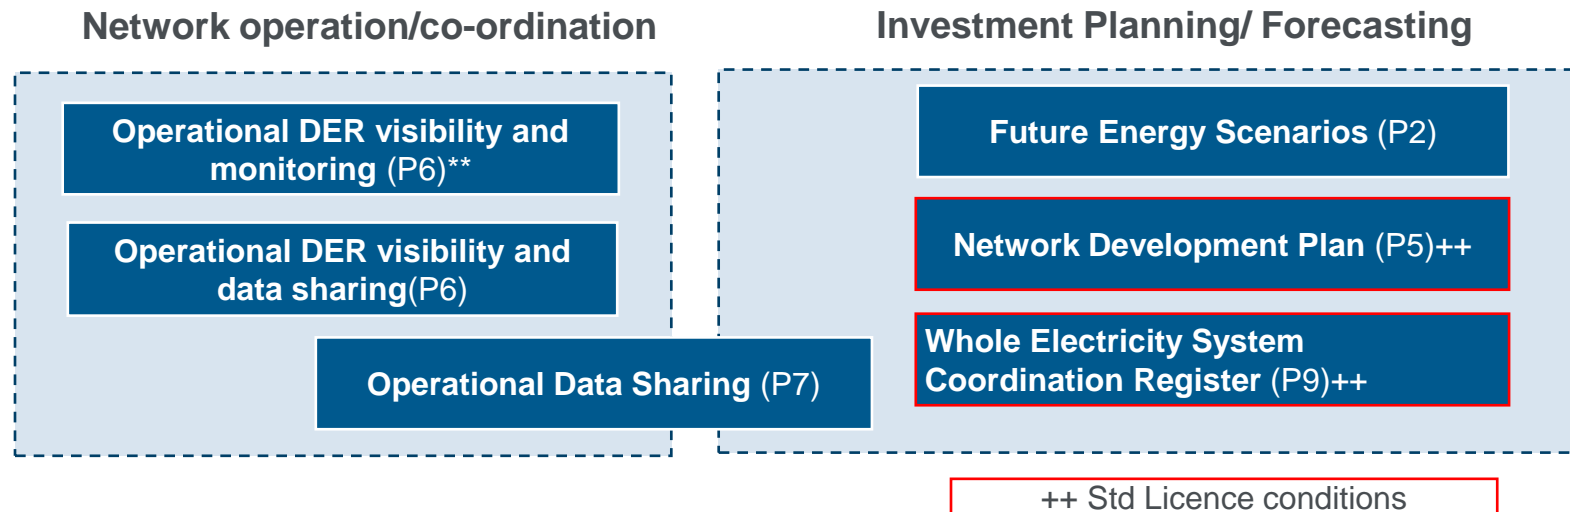 Network operation/co-ordination
Operational DER visibility and
monitoring (P6)**
Operational DER visibility and
data sharing(P6)
Operational Data Sharing (P7)
Investment Planning/ Forecasting
Future Energy Scenarios (P2)
Network Development Plan (P5)++
Whole Electricity System
Coordination Register (P9)++
++ Std Licence conditions